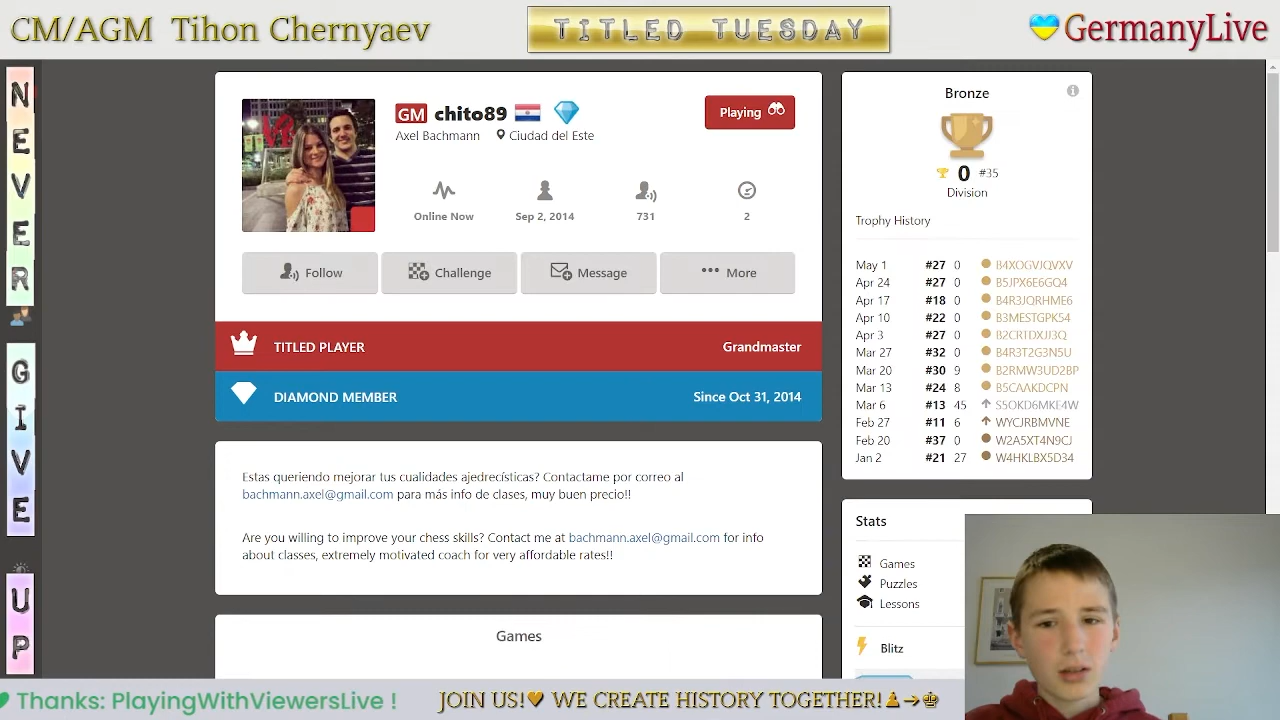 CM/AGM Tihon Chernyaev
TITLED TUESDAY
GermanyLive
NEVER
GIVE
UP
GM chito89
Axel Bachmann Ciudad del Este
Playing
Online Now
Sep 2, 2014
731
2
Follow
Challenge
Message
More
TITLED PLAYER Grandmaster
DIAMOND MEMBER Since Oct 31, 2014
Estas queriendo mejorar tus cualidades ajedrecísticas? Contactame por correo al
bachmann.axel@gmail.com para más info de clases, muy buen precio!!
Are you willing to improve your chess skills? Contact me at bachmann.axel@gmail.com for info
about classes, extremely motivated coach for very affordable rates!!
Games
Bronze
0 #35
Division
Trophy History
May 1 #27 0 B4XOGVJQVXV
Apr 24 #27 0 B5JPX6E6GQ4
Apr 17 #18 0 B4R3JQRHME6
Apr 10 #22 0 B3MESTGPK54
Apr 3 #27 0 B2CRTDXJJ3Q
Mar 27 #32 0 B4R3T2G3N5U
Mar 20 #30 9 B2RMW3UD2BP
Mar 13 #24 8 B5CAAKDCPN
Mar 6 #13 45 S5OKD6MKE4W
Feb 27 #11 6 WYCJRBMVNE
Feb 20 #37 0 W2A5XT4N9CJ
Jan 2 #21 27 W4HKLBX5D34
Stats
Games
Puzzles
Lessons
Blitz
Thanks: PlayingWithViewersLive !
JOIN US! WE CREATE HISTORY TOGETHER!